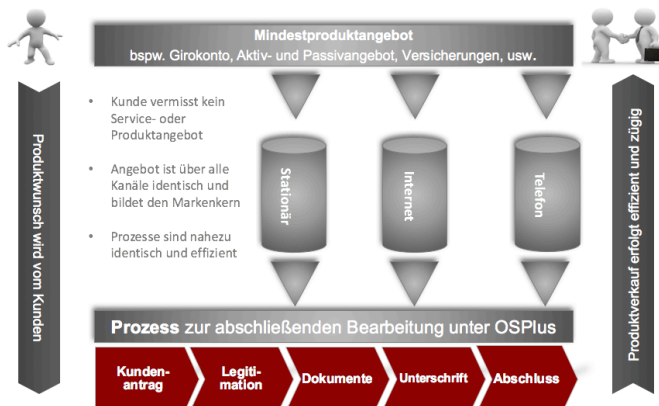 Mindestproduktangebot
bspw. Girokonto, Aktiv- und Passivangebot, Versicherungen, usw.
Produktwunsch wird vom Kunden
• Kunde vermisst kein
Service- oder
Produktangebot
• Angebot ist über alle
Kanäle identisch und
bildet den Markenkern
• Prozesse sind nahezu
identisch und effizient
Stationär
Internet
Telefon
Produktverkauf erfolgt effizient und zügig
Prozess zur abschließenden Bearbeitung unter OSPlus
Kunden-
antrag
Legiti-
mation
Dokumente
Unterschrift
Abschluss